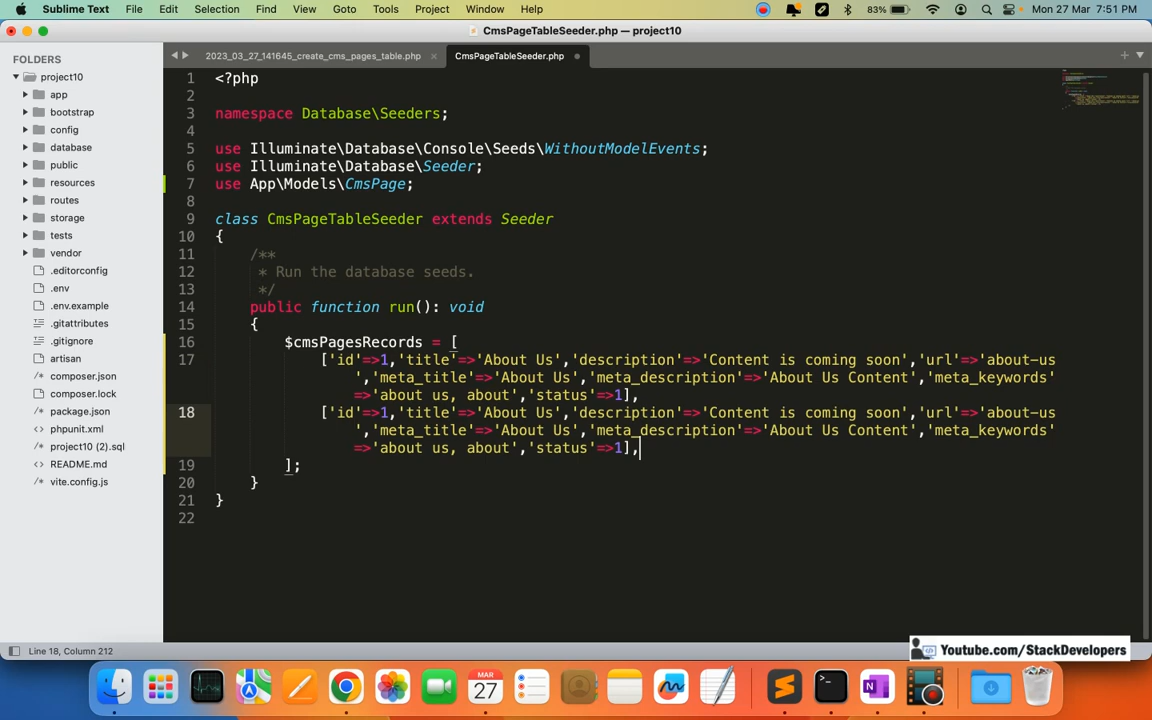 Sublime Text File Edit Selection Find View Goto Tools Project Window Help 83% Mon 27 Mar 7:51 PM
CmsPageTableSeeder.php — project10
FOLDERS
project10
app
bootstrap
config
database
public
resources
routes
storage
tests
vendor
.editorconfig
.env
.env.example
.gitattributes
.gitignore
artisan
composer.json
composer.lock
package.json
phpunit.xml
project10 (2).sql
README.md
vite.config.js
2023_03_27_141645_create_cms_pages_table.php × CmsPageTableSeeder.php
1 <?php
2
3 namespace Database\Seeders;
4
5 use Illuminate\Database\Console\Seeds\WithoutModelEvents;
6 use Illuminate\Database\Seeder;
7 use App\Models\CmsPage;
8
9 class CmsPageTableSeeder extends Seeder
10 {
11 /**
12 * Run the database seeds.
13 */
14 public function run(): void
15 {
16 $cmsPagesRecords = [
17 ['id'=>1,'title'=>'About Us','description'=>'Content is coming soon','url'=>'about-us
','meta_title'=>'About Us','meta_description'=>'About Us Content','meta_keywords'
=>'about us, about','status'=>1],
18 ['id'=>1,'title'=>'About Us','description'=>'Content is coming soon','url'=>'about-us
','meta_title'=>'About Us','meta_description'=>'About Us Content','meta_keywords'
=>'about us, about','status'=>1],
19 ];
20 }
21 }
22
Line 18, Column 212
Youtube.com/StackDevelopers
MAR
27